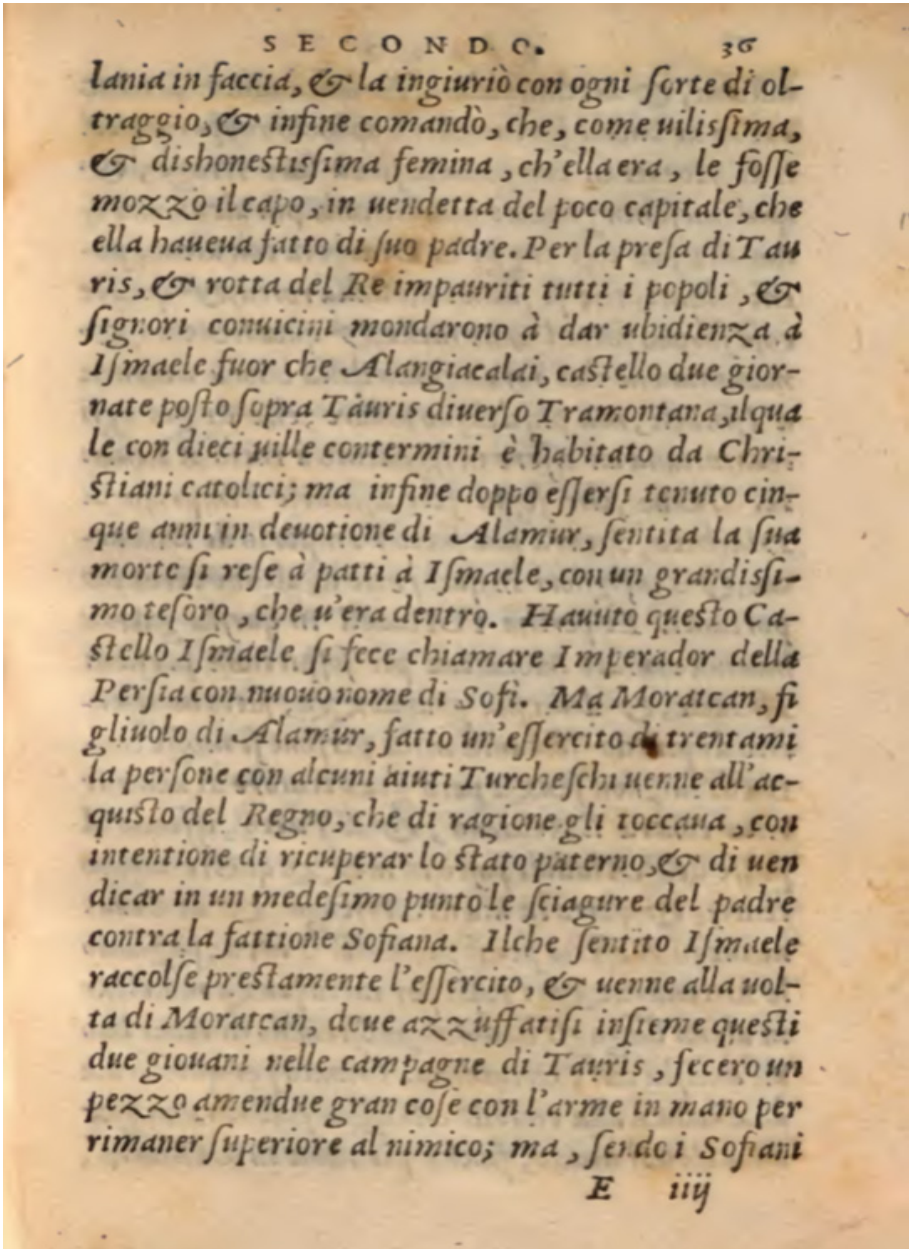 SECONDO. 36
lania in faccia, & la ingiuriò con ogni ſorte di ol-
traggio, & infine comandò, che, come uiliſsima,
& dishoneſtiſsima femina, ch'ella era, le foſſe
mozzo il capo, in uendetta del poco capitale, che
ella haueua fatto di ſuo padre. Per la preſa di Tau
ris, & rotta del Re impauriti tutti i popoli, &
ſignori conuicini mondarono à dar ubidienza à
Iſmaele fuor che Alangiacalai, caſtello due gior-
nate poſto ſopra Tauris diuerſo Tramontana, ilqua
le con dieci uille contermini è habitato da Chri-
ſtiani catolici; ma infine doppo eſſerſi tenuto cin-
que anni in deuotione di Alamur, ſentita la ſua
morte ſi reſe à patti à Iſmaele, con un grandiſsi-
mo teſoro, che u'era dentro. Hauuto queſto Ca-
ſtello Iſmaele ſi fece chiamare Imperador della
Perſia con nuouo nome di Sofi. Ma Moratcan, fi
gliuolo di Alamur, fatto un'eſſercito di trentami
la perſone con alcuni aiuti Turcheſchi uenne all'ac-
quiſto del Regno, che di ragione gli toccaua, con
intentione di ricuperar lo ſtato paterno, & di uen
dicar in un medeſimo punto le ſciagure del padre
contra la fattione Sofiana. Ilche ſentito Iſmaele
raccolſe preſtamente l'eſſercito, & uenne alla uol-
ta di Moratcan, doue azzuffatiſi inſieme queſti
due giouani nelle campagne di Tauris, fecero un
pezzo amendue gran coſe con l'arme in mano per
rimaner ſuperiore al nimico; ma, ſendo i Sofiani
E iiij